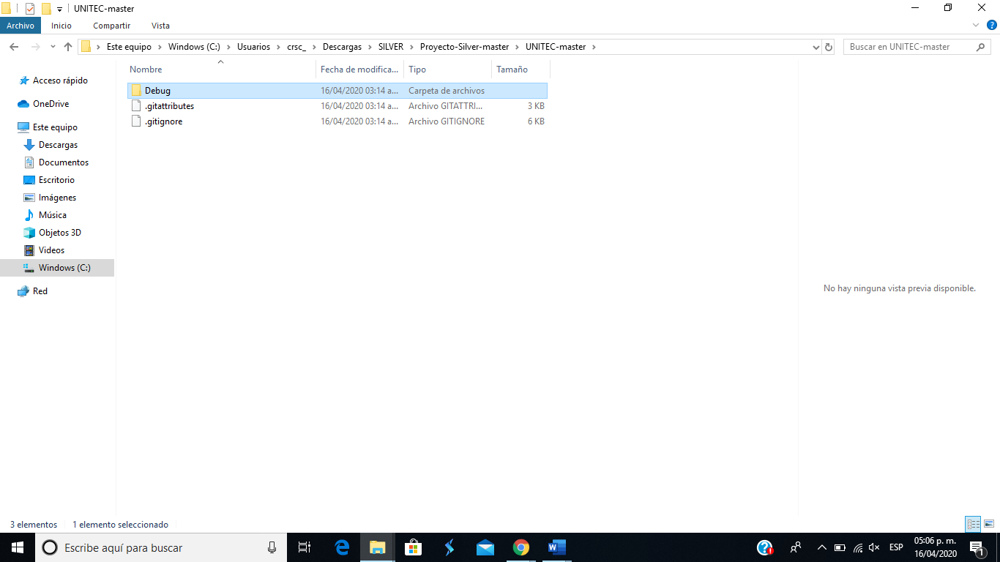 UNITEC-master
Archivo Inicio Compartir Vista
Este equipo Windows (C:) Usuarios crsc_ Descargas SILVER Proyecto-Silver-master UNITEC-master
Buscar en UNITEC-master
Nombre Fecha de modifica... Tipo Tamaño
Debug 16/04/2020 03:14 a... Carpeta de archivos
.gitattributes 16/04/2020 03:14 a... Archivo GITATTRI... 3 KB
.gitignore 16/04/2020 03:14 a... Archivo GITIGNORE 6 KB
Acceso rápido
OneDrive
Este equipo
Descargas
Documentos
Escritorio
Imágenes
Música
Objetos 3D
Videos
Windows (C:)
Red
No hay ninguna vista previa disponible.
3 elementos 1 elemento seleccionado
Escribe aquí para buscar
ESP
05:06 p. m.
16/04/2020
1